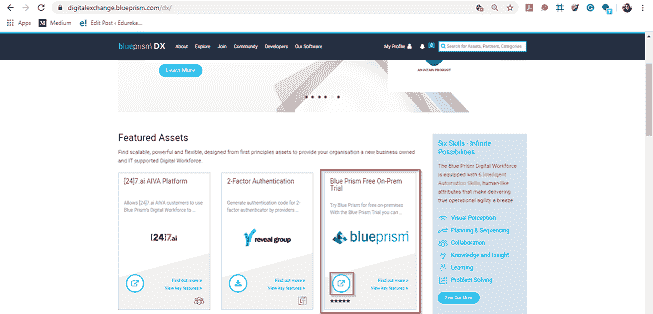 digitalexchange.blueprism.com/dx/
Apps Medium Edit Post ‹ Edureka...
blueprism DX About Explore Join Community Developers Our Software My Profile Search for Assets, Partners, Categories
Learn More
Featured Assets
Find scalable, powerful and flexible, designed from first principles assets to provide your organisation a new business owned
and IT supported Digital Workforce.
[24]7.ai AIVA Platform
Allows [24]7.ai AIVA customers to use
Blue Prism's Digital Workforce to ...
[24]7.ai
Find out more »
View key features »
2-Factor Authentication
Generate authentication code for 2-
factor authenticator by providers ...
reveal group
Find out more »
View key features »
Blue Prism Free On-Prem
Trial
Try Blue Prism for free on-premises
With the Blue Prism Trial you can ...
blueprism
Find out more »
View key features »
Six Skills - Infinite
Possibilities
The Blue Prism Digital Workforce
is equipped with 6 Intelligent
Automation Skills, human-like
attributes that make delivering
true operational agility a breeze
Visual Perception
Planning & Sequencing
Collaboration
Knowledge and Insight
Learning
Problem Solving
Find Out More